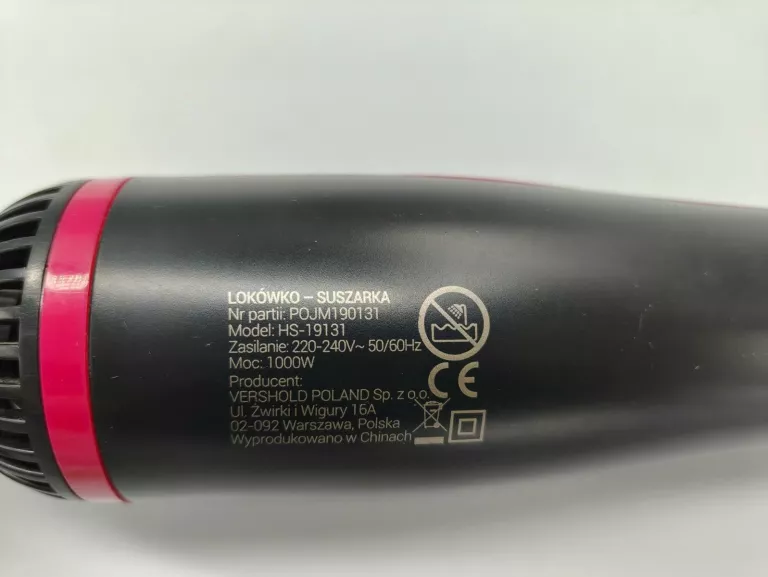 LOKÓWKO – SUSZARKA
Nr partii: POJM190131
Model: HS-19131
Zasilanie: 220-240V~ 50/60Hz
Moc: 1000W
Producent:
VERSHOLD POLAND Sp. z o.o.
Ul. Żwirki i Wigury 16A
02-092 Warszawa, Polska
Wyprodukowano w Chinach
CE